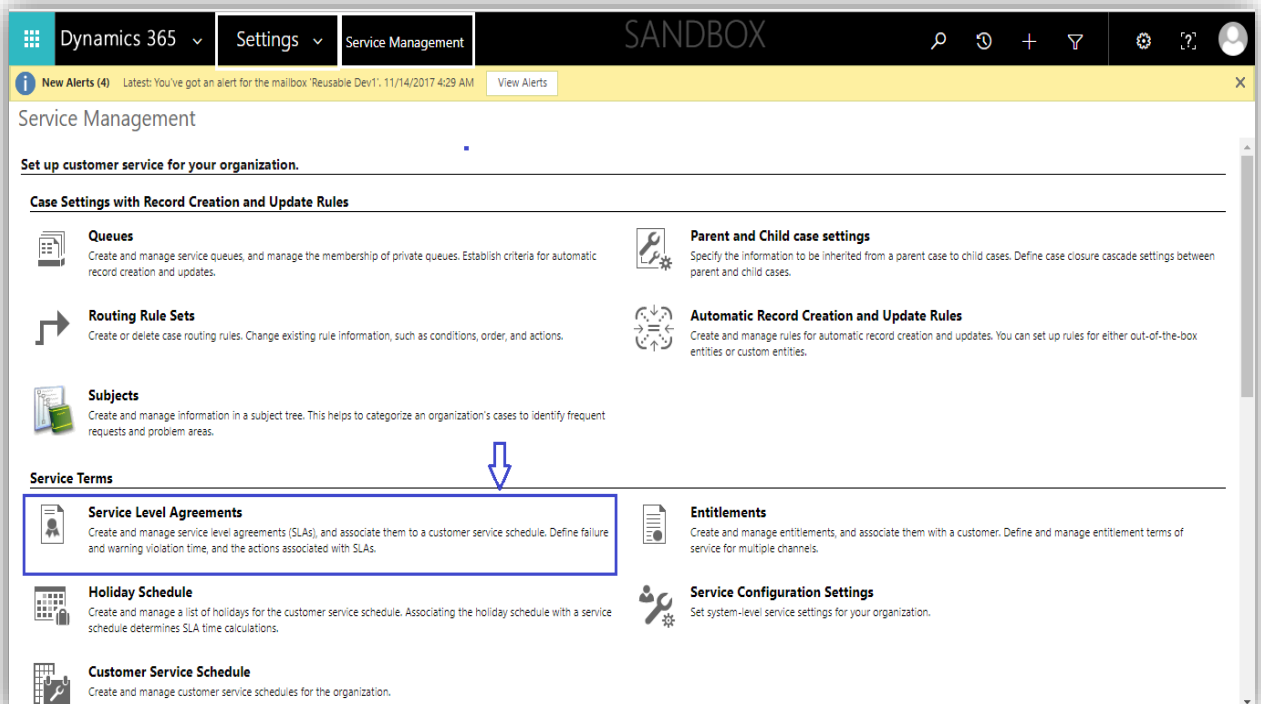 Dynamics 365 Settings Service Management SANDBOX [?]
New Alerts (4) Latest: You've got an alert for the mailbox 'Reusable Dev1'. 11/14/2017 4:29 AM View Alerts
Service Management
Set up customer service for your organization.
Case Settings with Record Creation and Update Rules
Queues
Create and manage service queues, and manage the membership of private queues. Establish criteria for automatic
record creation and updates.
Parent and Child case settings
Specify the information to be inherited from a parent case to child cases. Define case closure cascade settings between
parent and child cases.
Routing Rule Sets
Create or delete case routing rules. Change existing rule information, such as conditions, order, and actions.
Automatic Record Creation and Update Rules
Create and manage rules for automatic record creation and updates. You can set up rules for either out-of-the-box
entities or custom entities.
Subjects
Create and manage information in a subject tree. This helps to categorize an organization's cases to identify frequent
requests and problem areas.
Service Terms
Service Level Agreements
Create and manage service level agreements (SLAs), and associate them to a customer service schedule. Define failure
and warning violation time, and the actions associated with SLAs.
Entitlements
Create and manage entitlements, and associate them with a customer. Define and manage entitlement terms of
service for multiple channels.
Holiday Schedule
Create and manage a list of holidays for the customer service schedule. Associating the holiday schedule with a service
schedule determines SLA time calculations.
Service Configuration Settings
Set system-level service settings for your organization.
Customer Service Schedule
Create and manage customer service schedules for the organization.